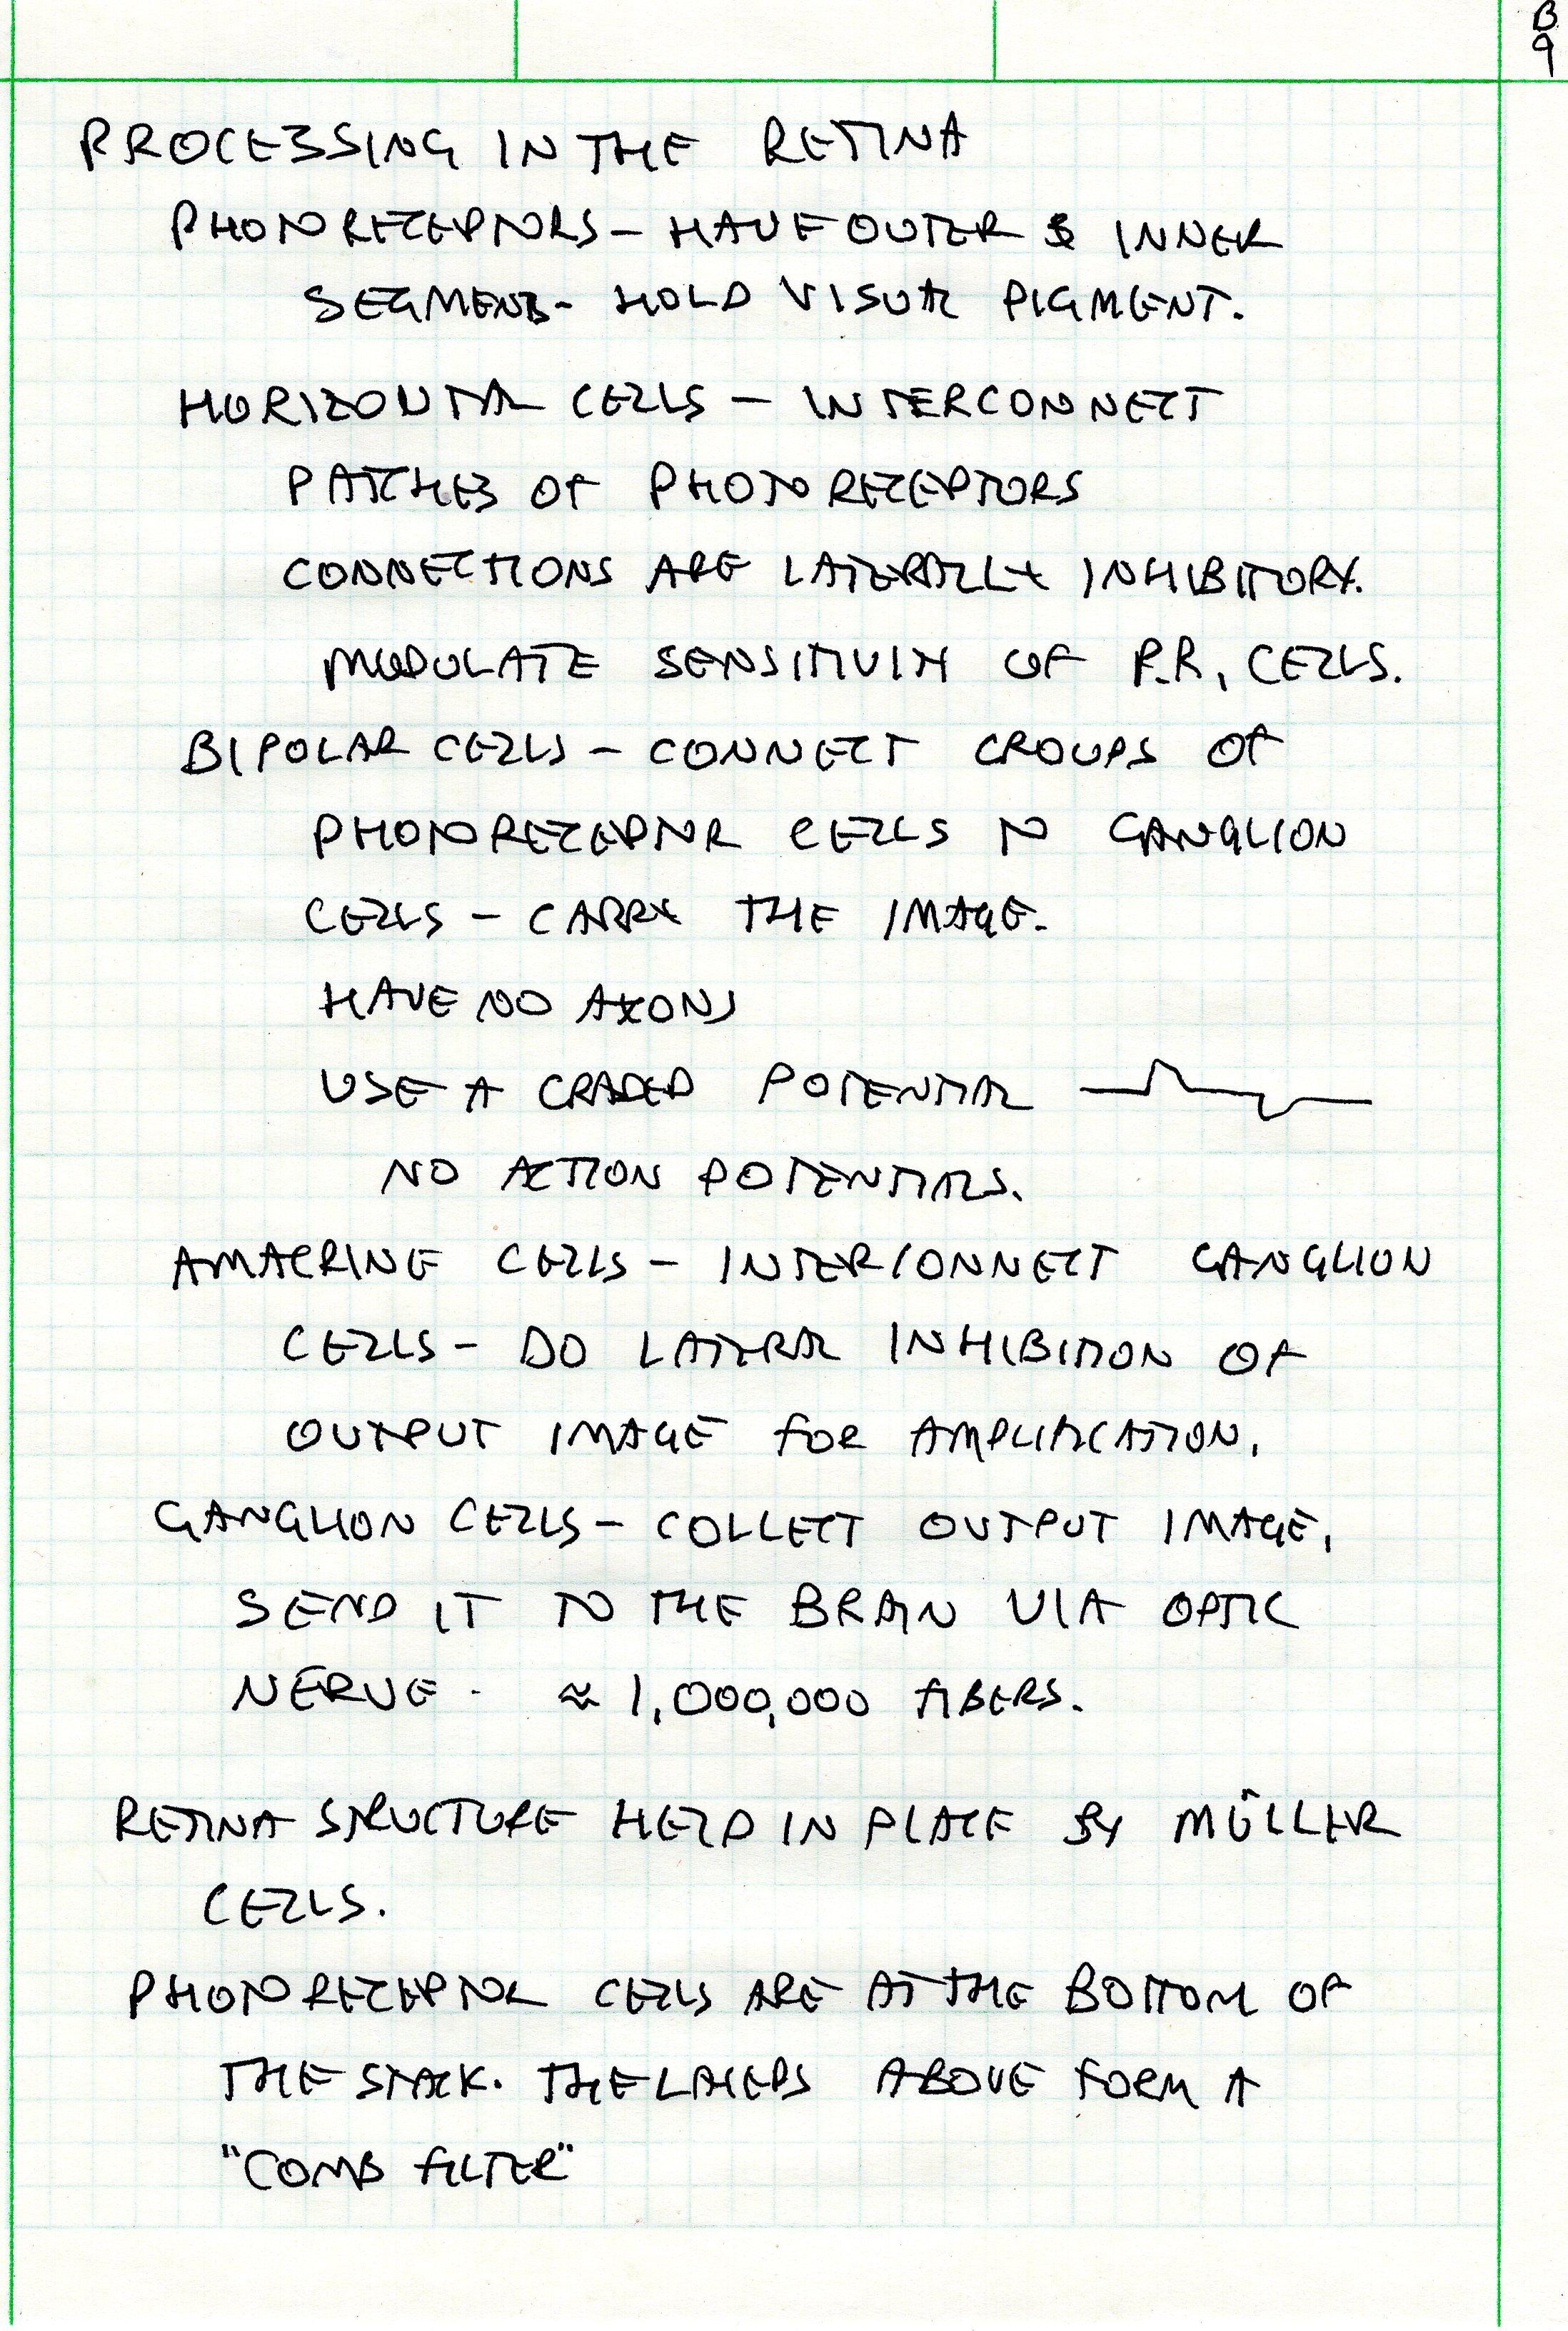 B
9
PROCESSING IN THE RETINA
PHOTORECEPTORS – HAVE OUTER & INNER
SEGMENTS - HOLD VISUAL PIGMENT.
HORIZONTAL CELLS – INTERCONNECT
PATCHES OF PHOTORECEPTORS
CONNECTIONS ARE LATERALLY INHIBITORY.
MODULATE SENSITIVITY OF P.R. CELLS.
BIPOLAR CELLS – CONNECT GROUPS OF
PHOTORECEPTOR CELLS TO GANGLION
CELLS – CARRY THE IMAGE.
HAVE NO AXONS
USE A GRADED POTENTIAL
NO ACTION POTENTIALS.
AMACRINE CELLS – INTERCONNECT GANGLION
CELLS – DO LATERAL INHIBITION OF
OUTPUT IMAGE FOR AMPLIFICATION.
GANGLION CELLS – COLLECT OUTPUT IMAGE,
SEND IT TO THE BRAIN VIA OPTIC
NERVE - ≈ 1,000,000 FIBERS.
RETINA STRUCTURE HELD IN PLACE BY MÜLLER
CELLS.
PHOTORECEPTOR CELLS ARE AT THE BOTTOM OF
THE STACK. THE LAYERS ABOVE FORM A
"COMB FILTER"